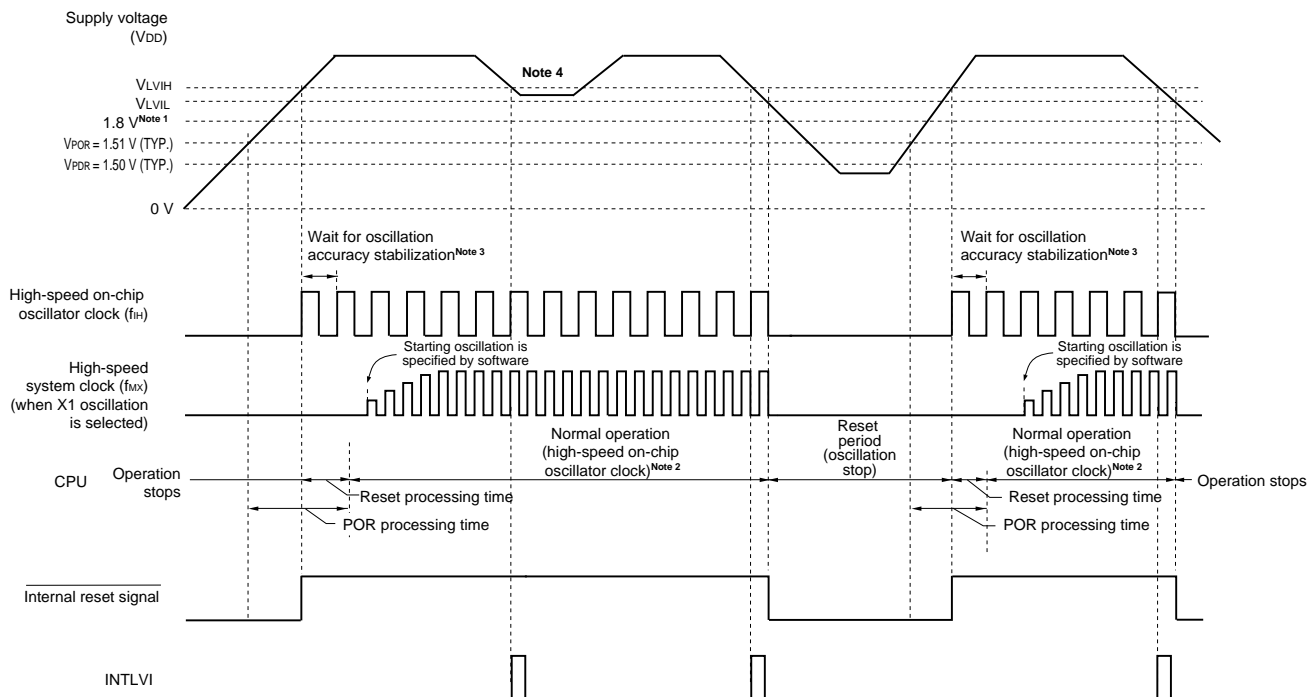 Supply voltage
(VDD)
Note 4
VLVIH
VLVIL
1.8 V Note 1
VPOR = 1.51 V (TYP.)
VPDR = 1.50 V (TYP.)
0 V
Wait for oscillation
accuracy stabilization Note 3
Wait for oscillation
accuracy stabilization Note 3
High-speed on-chip
oscillator clock (fIH)
Starting oscillation is
specified by software
Starting oscillation is
specified by software
High-speed
system clock (fMX)
(when X1 oscillation
is selected)
Normal operation
(high-speed on-chip
oscillator clock) Note 2
Reset
period
(oscillation
stop)
Normal operation
(high-speed on-chip
oscillator clock) Note 2
CPU
Operation
stops
Operation stops
Reset processing time
Reset processing time
POR processing time
POR processing time
Internal reset signal
INTLVI